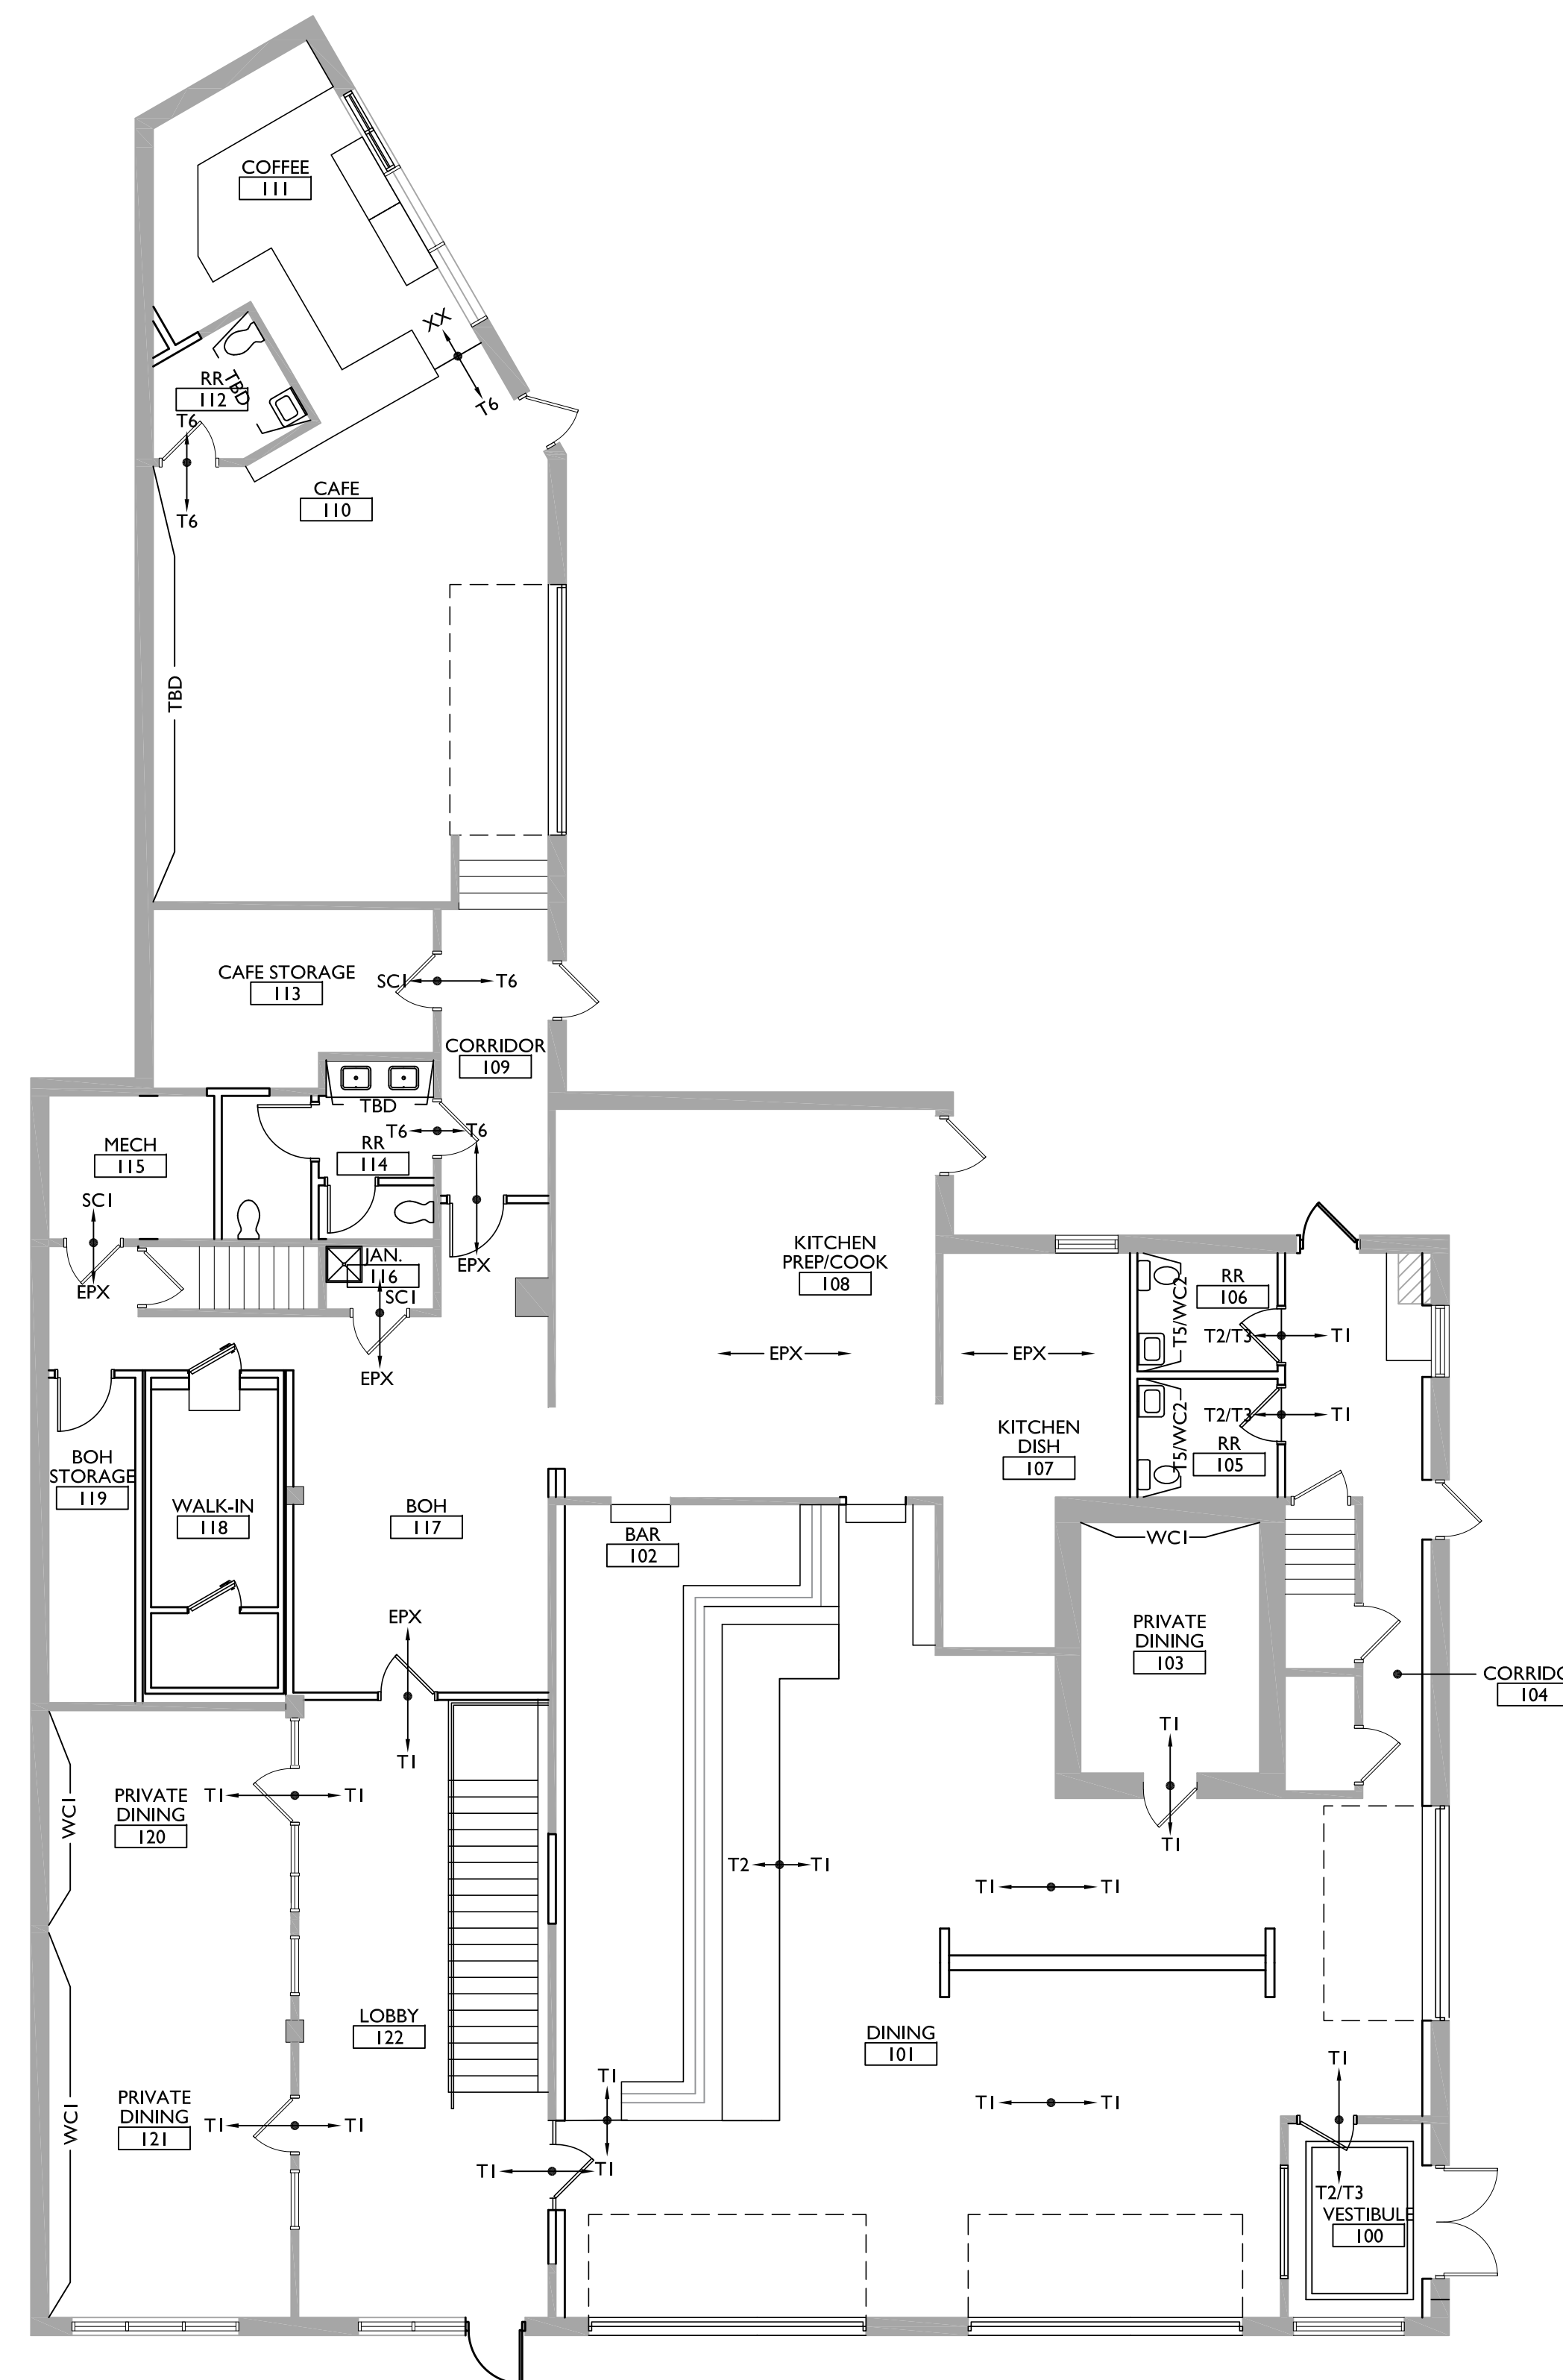 COFFEE
111
XX
T6
RR
112
TBD
T6
T6
CAFE
110
TBD
CAFE STORAGE
113
SC1
T6
CORRIDOR
109
TBD
T6
T6
RR
114
MECH
115
SC1
EPX
JAN.
116
SC1
EPX
EPX
KITCHEN
PREP/COOK
108
EPX
EPX
KITCHEN
DISH
107
RR
106
T5/WC2
T2/T3
T1
T2/T3
T1
T5/WC2
RR
105
BOH
STORAGE
119
WALK-IN
118
BOH
117
BAR
102
WC1
PRIVATE
DINING
103
CORRIDO
104
EPX
T1
T1
T1
PRIVATE
DINING
120
T1
T1
WC1
T2
T1
T1
T1
LOBBY
122
DINING
101
T1
T1
PRIVATE
DINING
121
T1
T1
WC1
T1
T1
T1
T1
T2/T3
VESTIBULE
100